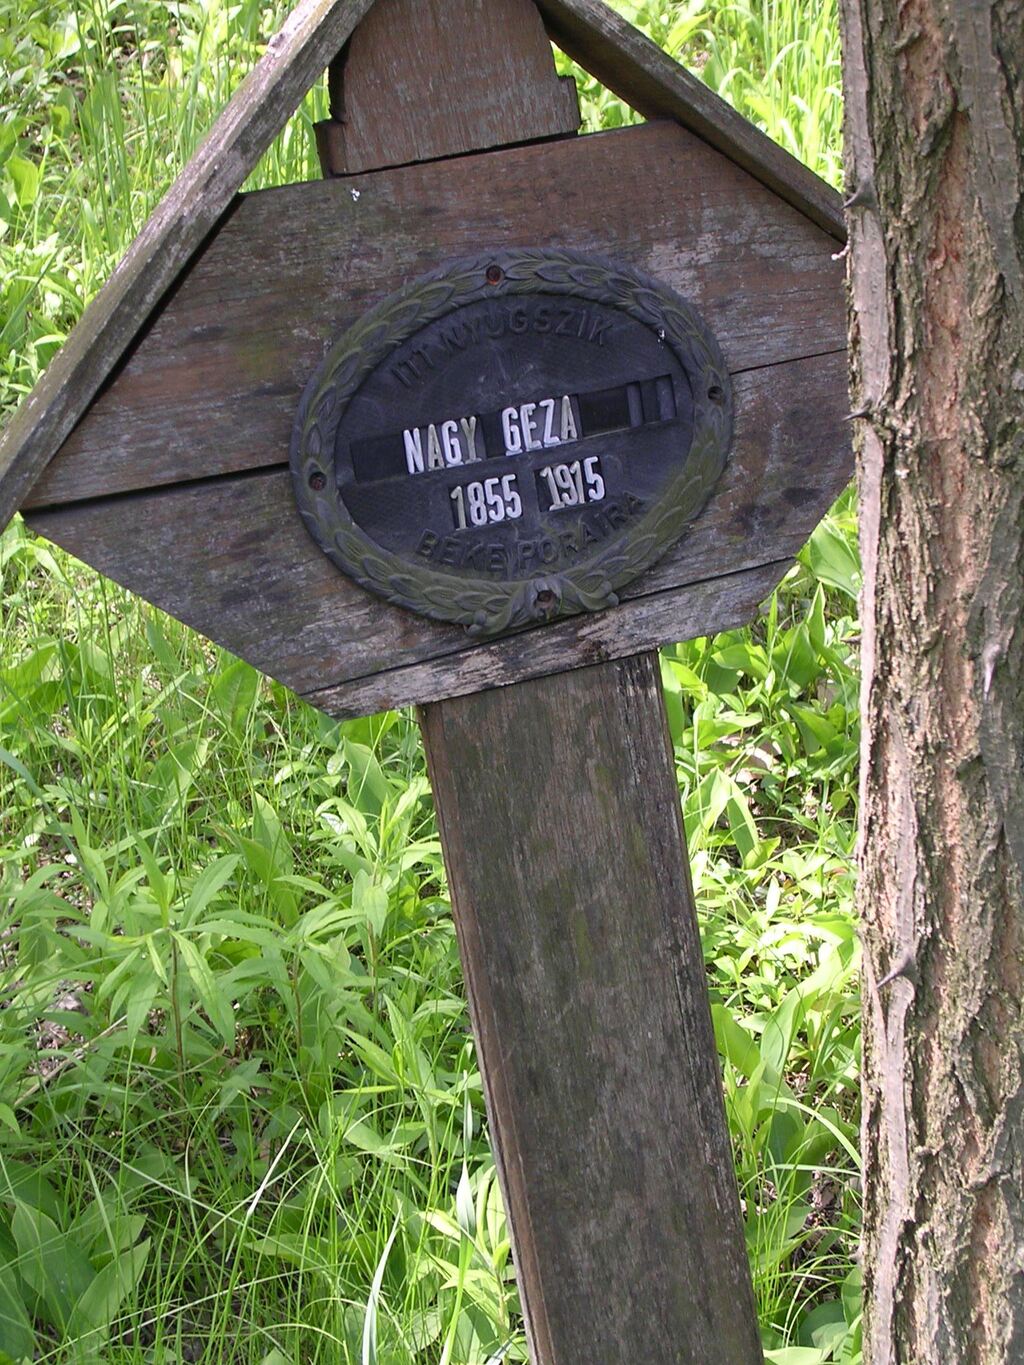 ITT NYUGSZIK
NAGY GEZA
1855 1915
BÉKE PORAIRA